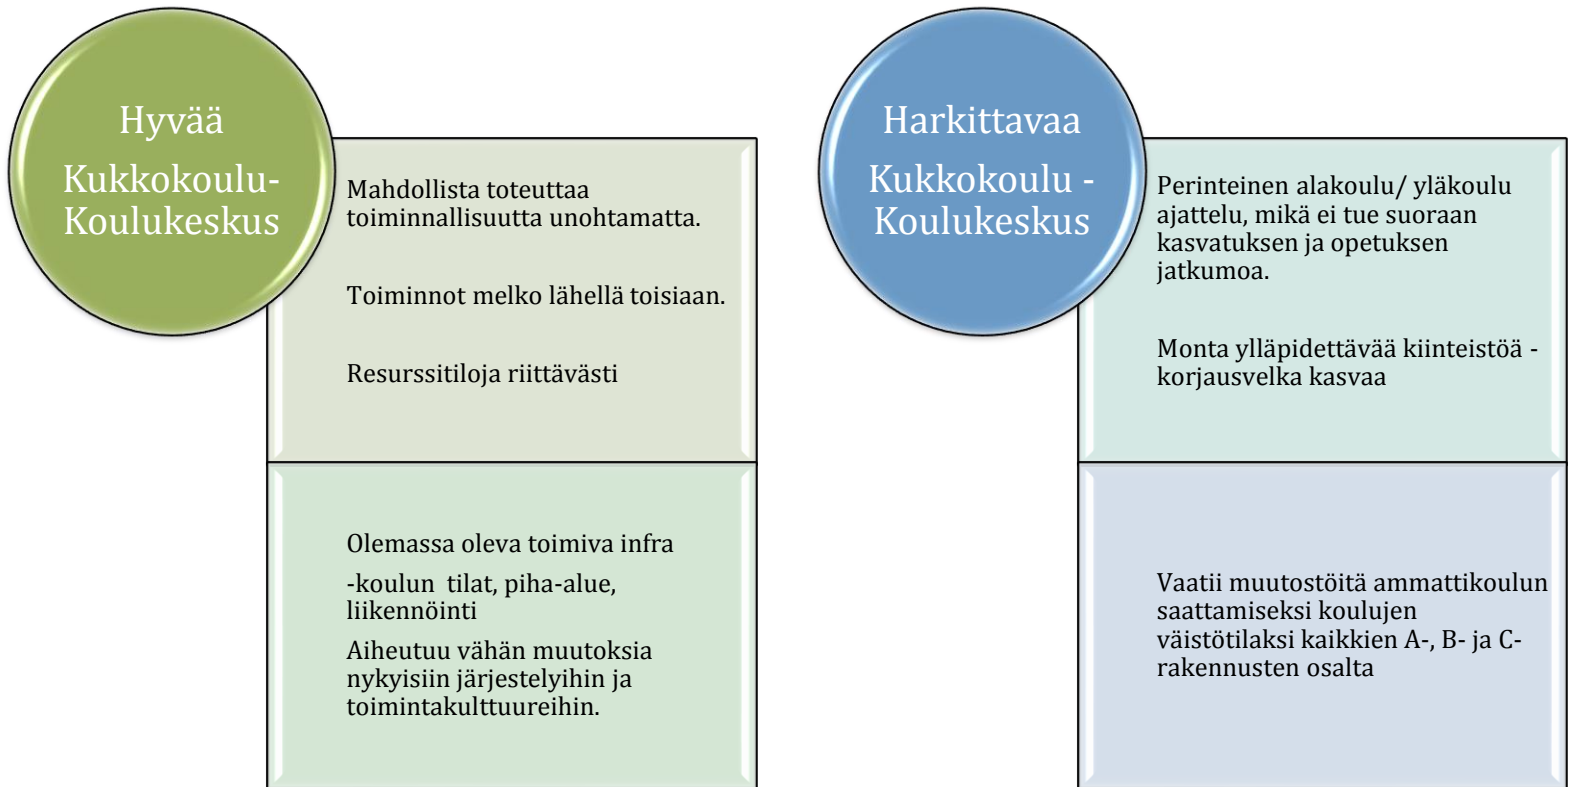 Hyvää
Kukkokoulu-
Koulukeskus
Mahdollista toteuttaa
toiminnallisuutta unohtamatta.
Toiminnot melko lähellä toisiaan.
Resurssitiloja riittävästi
Olemassa oleva toimiva infra
-koulun tilat, piha-alue,
liikennöinti
Aiheutuu vähän muutoksia
nykyisiin järjestelyihin ja
toimintakulttuureihin.
Harkittavaa
Kukkokoulu -
Koulukeskus
Perinteinen alakoulu/ yläkoulu
ajattelu, mikä ei tue suoraan
kasvatuksen ja opetuksen
jatkumoa.
Monta ylläpidettävää kiinteistöä -
korjausvelka kasvaa
Vaatii muutostöitä ammattikoulun
saattamiseksi koulujen
väistötilaksi kaikkien A-, B- ja C-
rakennusten osalta